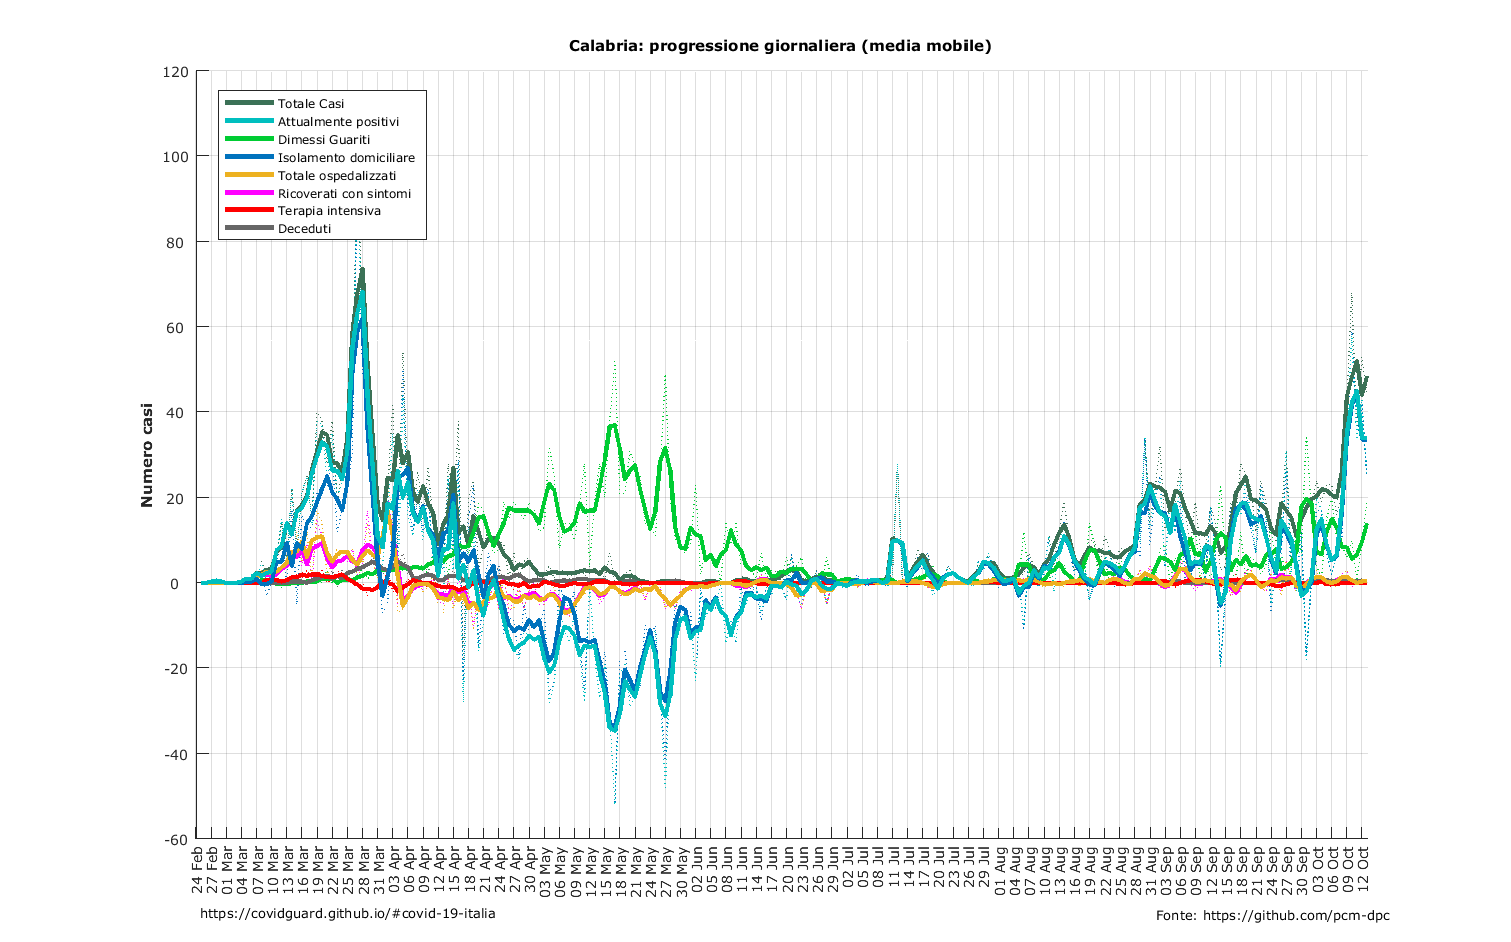 Calabria: progressione giornaliera (media mobile)
Numero casi
120
100
80
60
40
20
0
-20
-40
-60
Totale Casi
Attualmente positivi
Dimessi Guariti
Isolamento domiciliare
Totale ospedalizzati
Ricoverati con sintomi
Terapia intensiva
Deceduti
24 Feb
27 Feb
01 Mar
04 Mar
07 Mar
10 Mar
13 Mar
16 Mar
19 Mar
22 Mar
25 Mar
28 Mar
31 Mar
03 Apr
06 Apr
09 Apr
12 Apr
15 Apr
18 Apr
21 Apr
24 Apr
27 Apr
30 Apr
03 May
06 May
09 May
12 May
15 May
18 May
21 May
24 May
27 May
30 May
02 Jun
05 Jun
08 Jun
11 Jun
14 Jun
17 Jun
20 Jun
23 Jun
26 Jun
29 Jun
02 Jul
05 Jul
08 Jul
11 Jul
14 Jul
17 Jul
20 Jul
23 Jul
26 Jul
29 Jul
01 Aug
04 Aug
07 Aug
10 Aug
13 Aug
16 Aug
19 Aug
22 Aug
25 Aug
28 Aug
31 Aug
03 Sep
06 Sep
09 Sep
12 Sep
15 Sep
18 Sep
21 Sep
24 Sep
27 Sep
30 Sep
03 Oct
06 Oct
09 Oct
12 Oct
https://covidguard.github.io/#covid-19-italia
Fonte: https://github.com/pcm-dpc